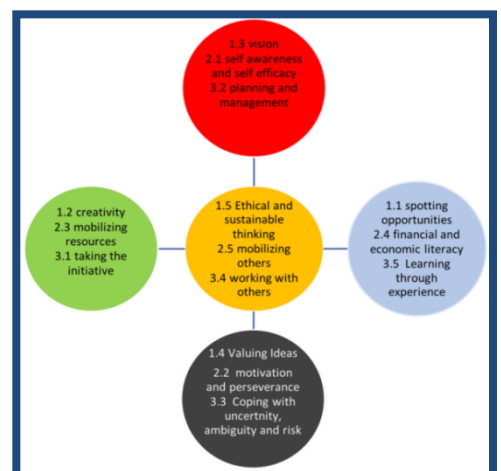 1.3 vision
2.1 self awareness
and self efficacy
3.2 planning and
management
1.2 creativity
2.3 mobilizing
resources
3.1 taking the
initiative
1.5 Ethical and
sustainable
thinking
2.5 mobilizing
others
3.4 working with
others
1.1 spotting
opportunities
2.4 financial and
economic literacy
3.5 Learning
through
experience
1.4 Valuing Ideas
2.2 motivation
and perseverance
3.3 Coping with
uncertnity,
ambiguity and risk